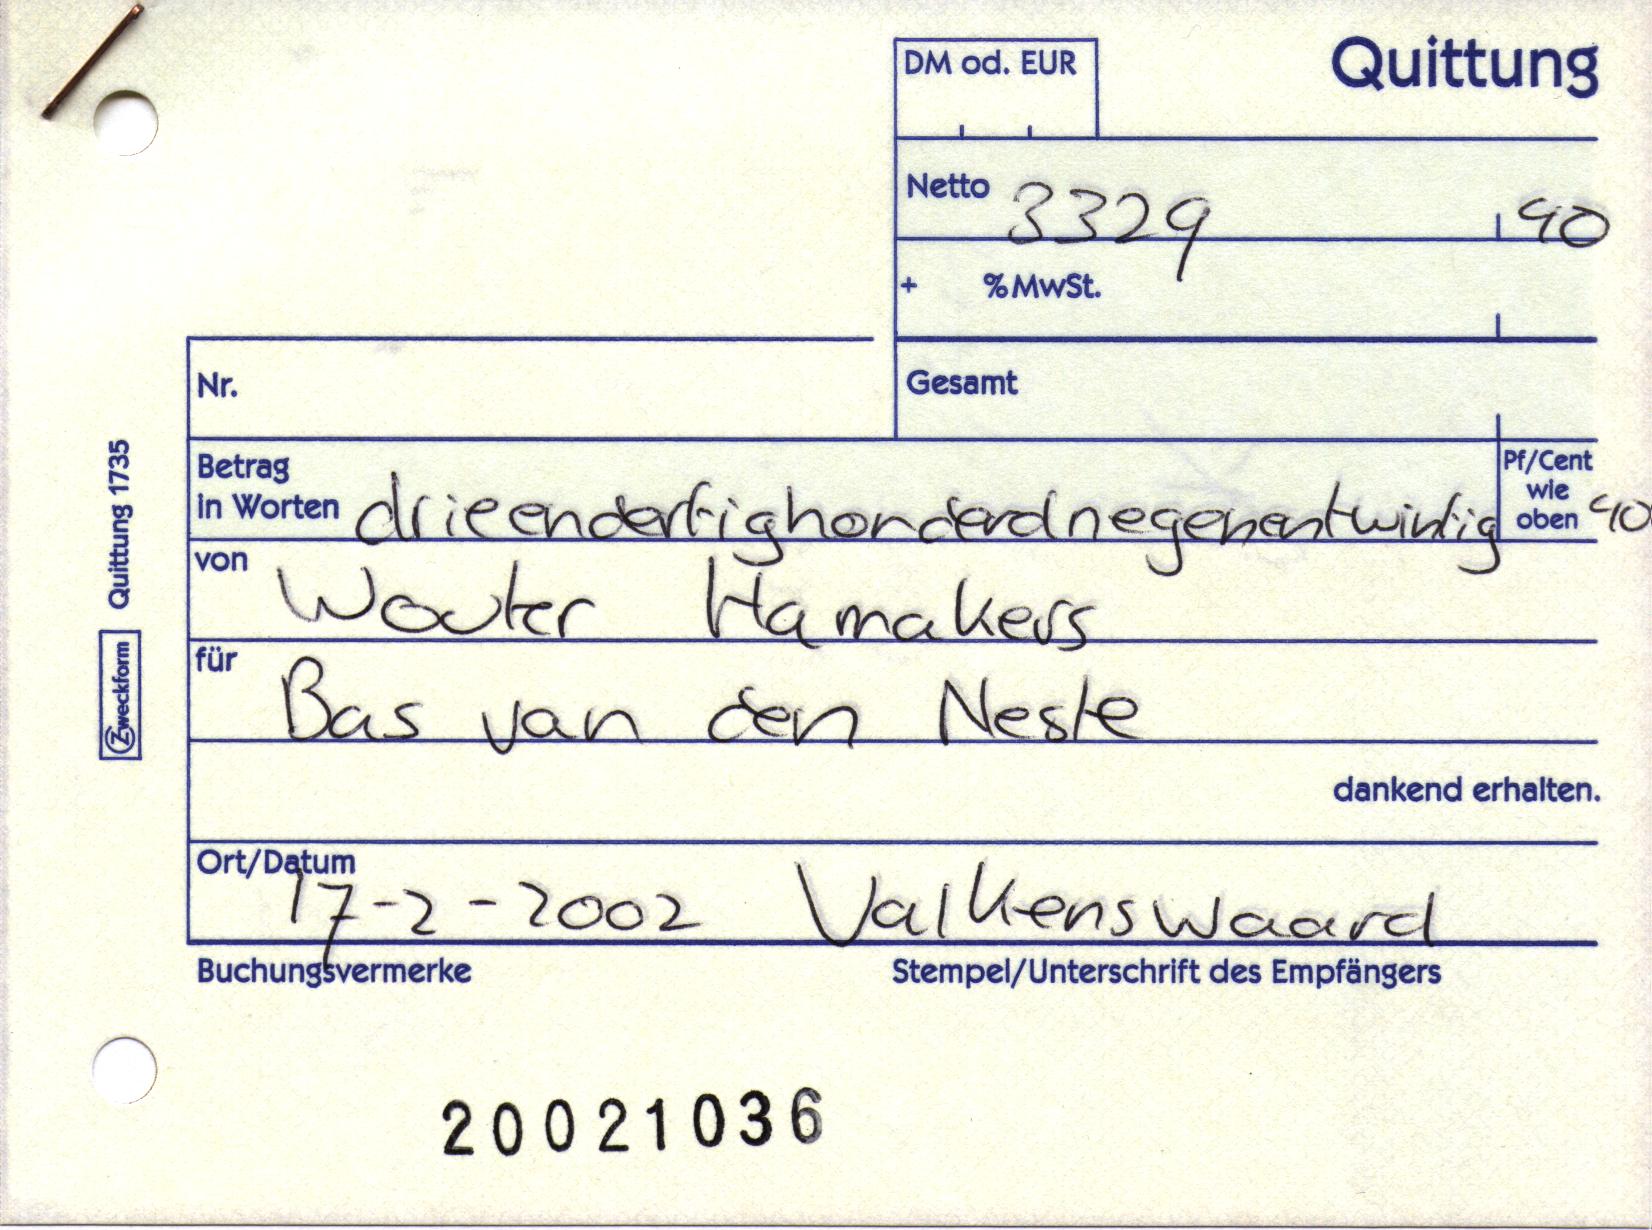 DM od. EUR
Quittung
Netto 3329 40
+ % MwSt.
Nr.
Gesamt
Betrag
in Worten drieendertighonderdnegenentwintig
Pf/Cent
wie
oben 40
von Wouter Hamakers
für Bas van den Neste
dankend erhalten.
Ort/Datum
17-2-2002 Valkenswaard
Buchungsvermerke
Stempel/Unterschrift des Empfängers
20021036
Zweckform Quittung 1735